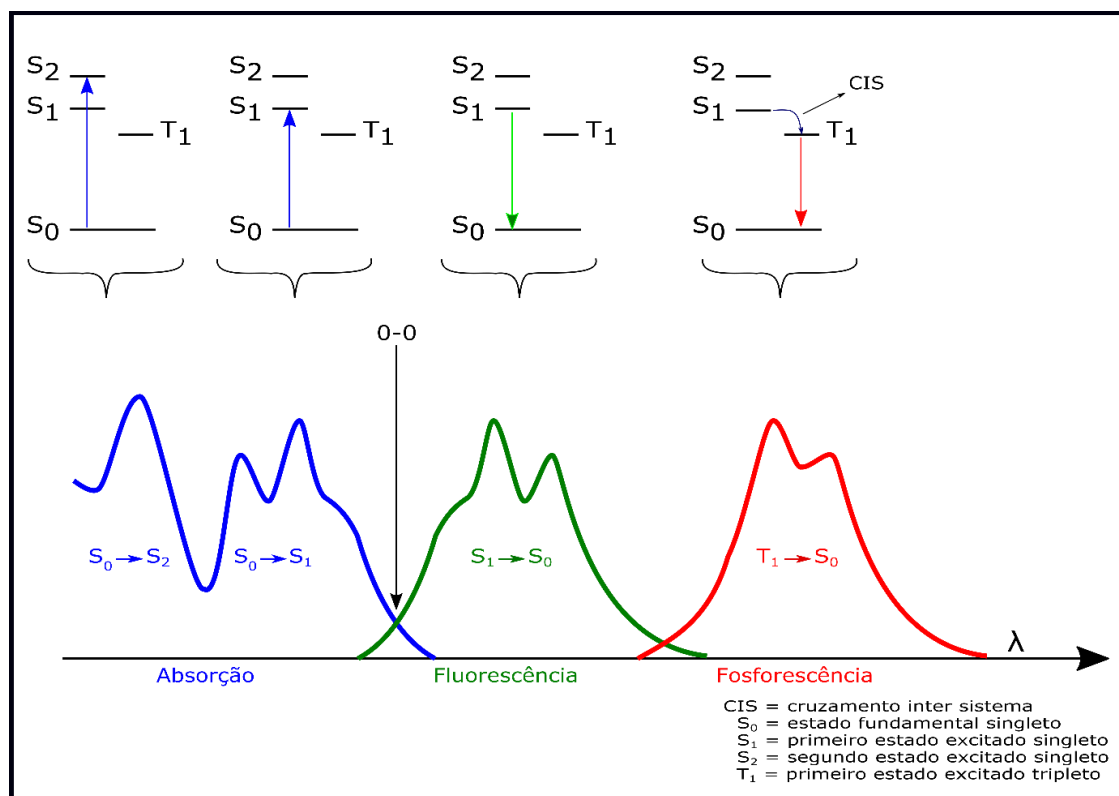 S2 S2 S2 S2
CIS
S1 S1 S1 S1
T1 T1 T1 T1
S0 S0 S0 S0
0-0
λ
S0→S2 S0→S1 S1→S0 T1→S0
Absorção Fluorescência Fosforescência
CIS = cruzamento inter sistema
S0 = estado fundamental singleto
S1 = primeiro estado excitado singleto
S2 = segundo estado excitado singleto
T1 = primeiro estado excitado tripleto